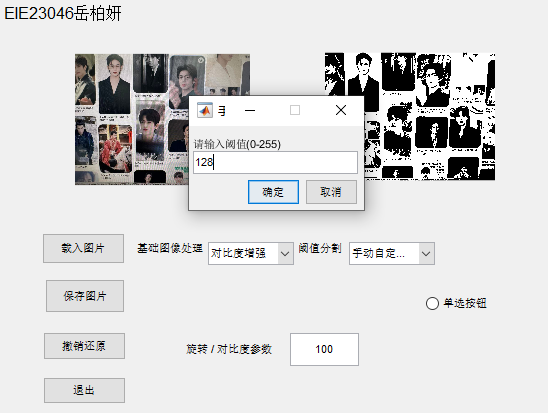 EIE23046岳柏妍
手
请输入阈值(0-255)
128
确定
取消
载入图片
基础图像处理
对比度增强
阈值分割
手动自定...
保存图片
单选按钮
撤销还原
旋转 / 对比度参数
100
退出